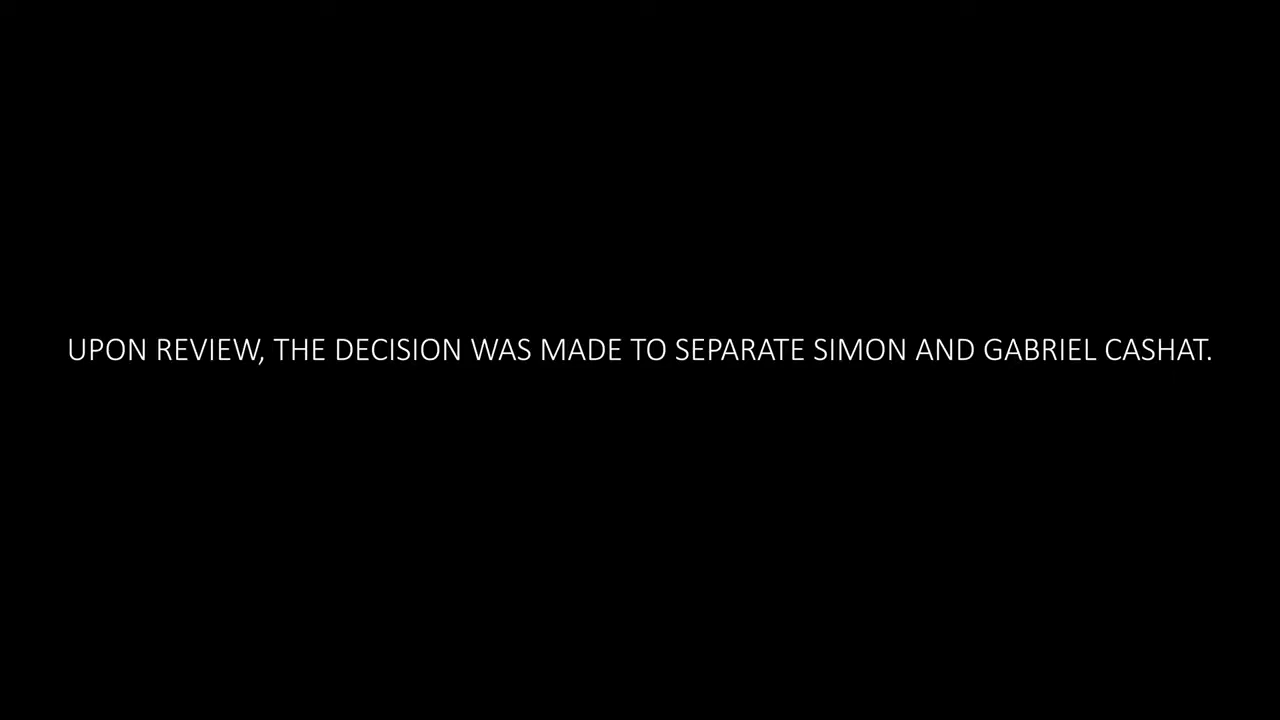 UPON REVIEW, THE DECISION WAS MADE TO SEPARATE SIMON AND GABRIEL CASHAT.